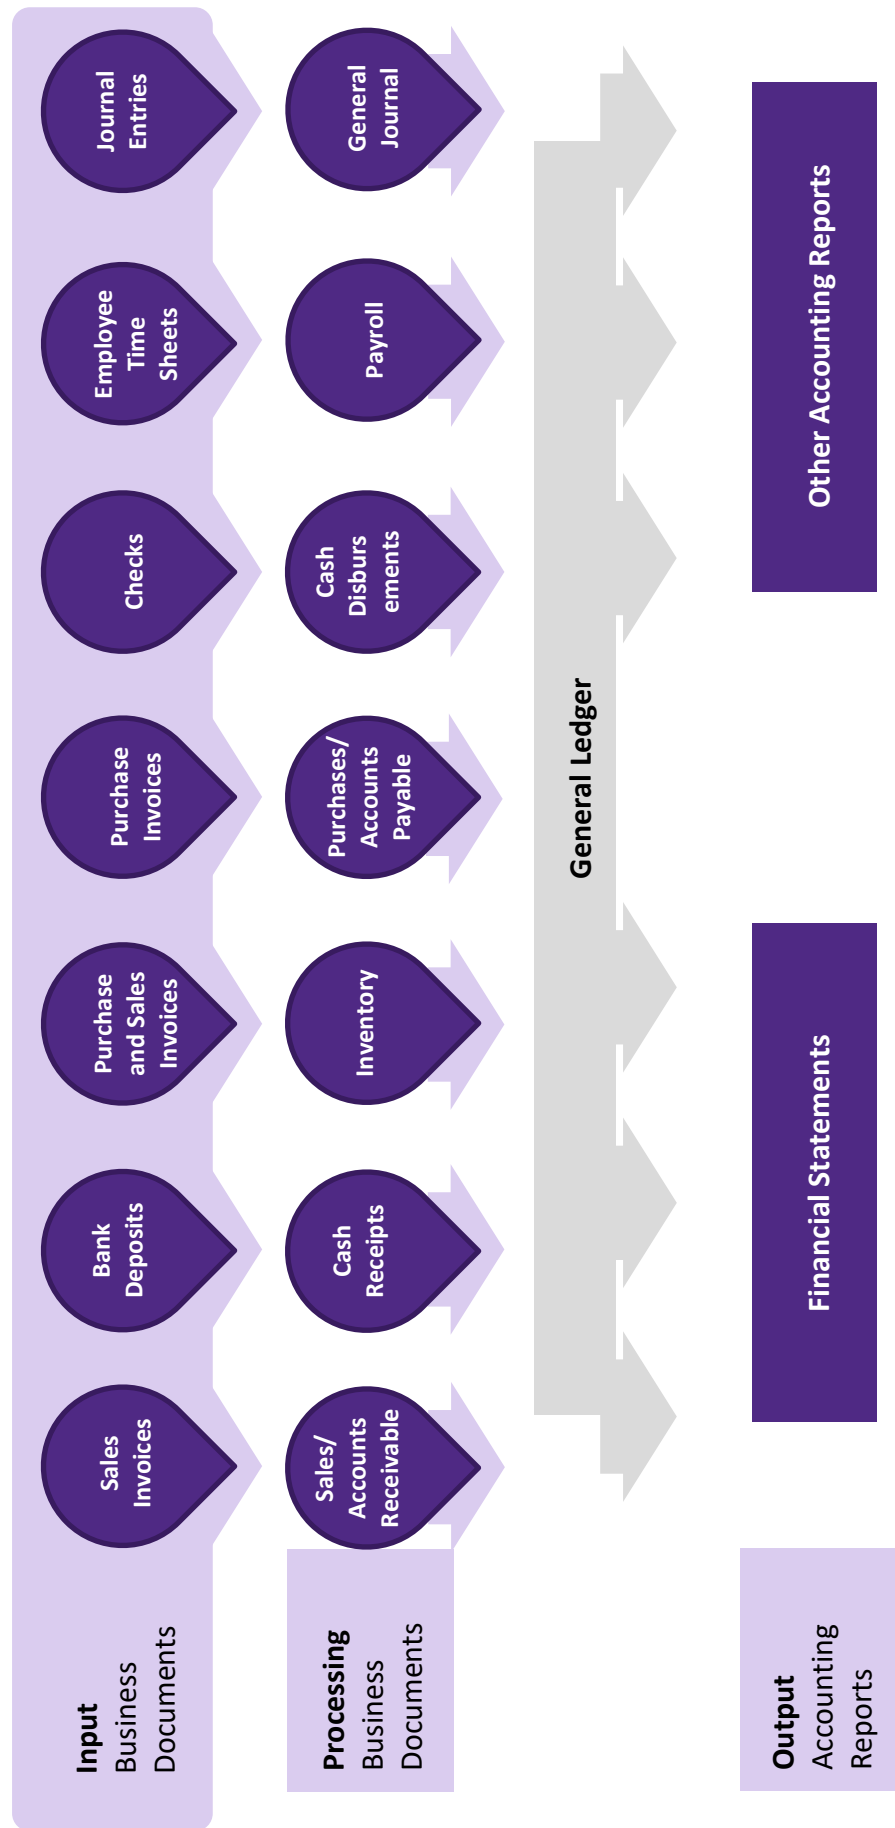 Input
Business
Documents
Sales
Invoices
Bank
Deposits
Purchase
and Sales
Invoices
Purchase
Invoices
Checks
Employee
Time
Sheets
Journal
Entries
Processing
Business
Documents
Sales/
Accounts
Receivable
Cash
Receipts
Inventory
Purchases/
Accounts
Payable
Cash
Disburs
ements
Payroll
General
Journal
General Ledger
Output
Accounting
Reports
Financial Statements
Other Accounting Reports